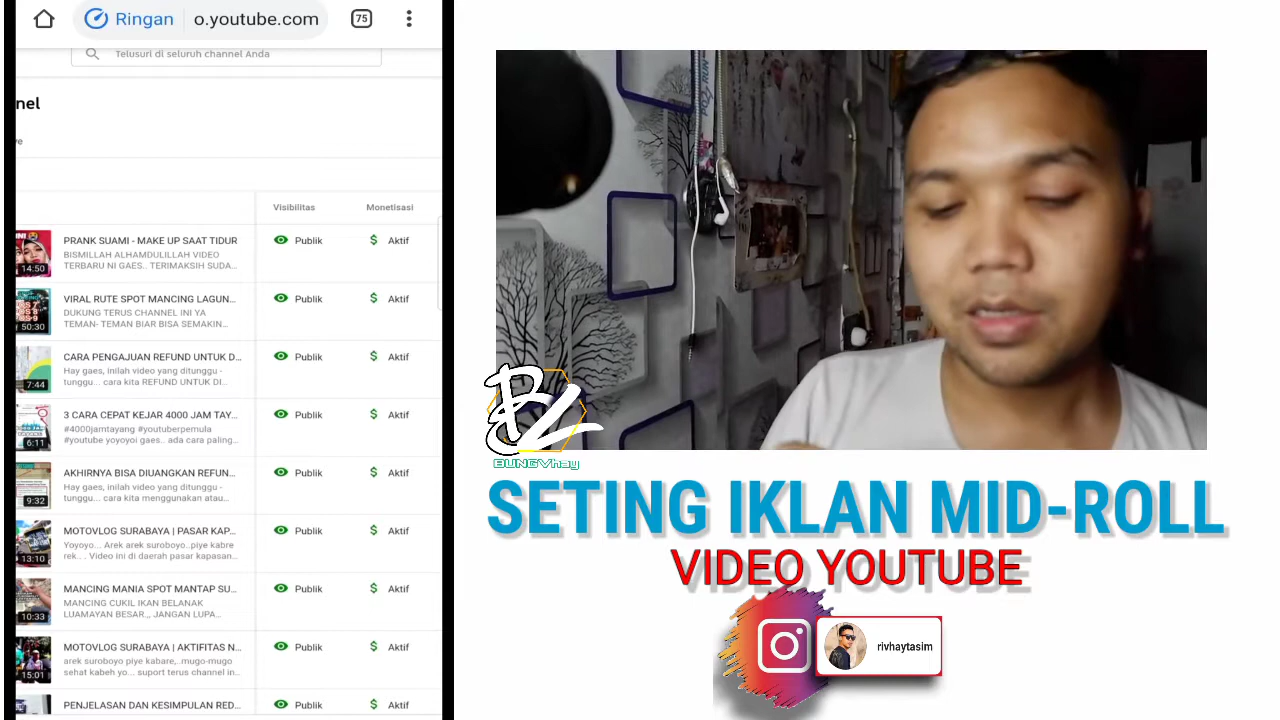 Ringan
o.youtube.com
75
Telusuri di seluruh channel Anda
nel
ve
Visibilitas
Monetisasi
14:50
PRANK SUAMI - MAKE UP SAAT TIDUR
BISMILLAH ALHAMDULILLAH VIDEO
TERBARU NI GAES.. TERIMAKSIH SUDA...
Publik
$ Aktif
50:30
VIRAL RUTE SPOT MANCING LAGUN...
DUKUNG TERUS CHANNEL INI YA
TEMAN- TEMAN BIAR BISA SEMAKIN
Publik
$ Aktif
7:44
CARA PENGAJUAN REFUND UNTUK D...
Hay gaes, inilah video yang ditunggu -
tunggu... cara kita REFUND UNTUK DI...
Publik
$ Aktif
6:11
3 CARA CEPAT KEJAR 4000 JAM TAY...
#4000jamtayang #youtuberpemula
#youtube yoyoyoi gaes.. ada cara paling...
Publik
$ Aktif
9:32
AKHIRNYA BISA DIUANGKAN REFUN...
Hay gaes, inilah video yang ditunggu -
tunggu... cara kita menggunakan atau...
Publik
$ Aktif
13:10
MOTOVLOG SURABAYA | PASAR KAP...
Yoyoyo... Arek arek suroboyo..piye kabre
rek.. . Video ini di daerah pasar kapasan...
Publik
$ Aktif
10:33
MANCING MANIA SPOT MANTAP SU...
MANCING CUKIL IKAN BELANAK
LUAMAYAN BESAR.,, JANGAN LUPA...
Publik
$ Aktif
15:01
MOTOVLOG SURABAYA | AKTIFITAS N...
arek suroboyo piye kabare,..mugo-mugo
sehat kabeh yo... suport terus channel in...
Publik
$ Aktif
PENJELASAN DAN KESIMPULAN RED...
Publik
$ Aktif
BV
BUNGVhay
SETING IKLAN MID-ROLL
VIDEO YOUTUBE
rivhaytasim